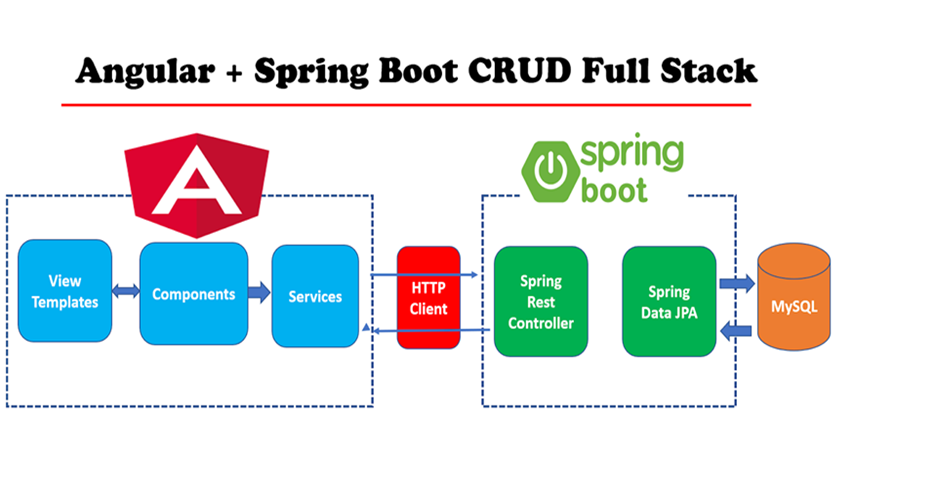 Angular + Spring Boot CRUD Full Stack
spring
boot
View
Templates
Components
Services
HTTP
Client
Spring
Rest
Controller
Spring
Data JPA
MySQL